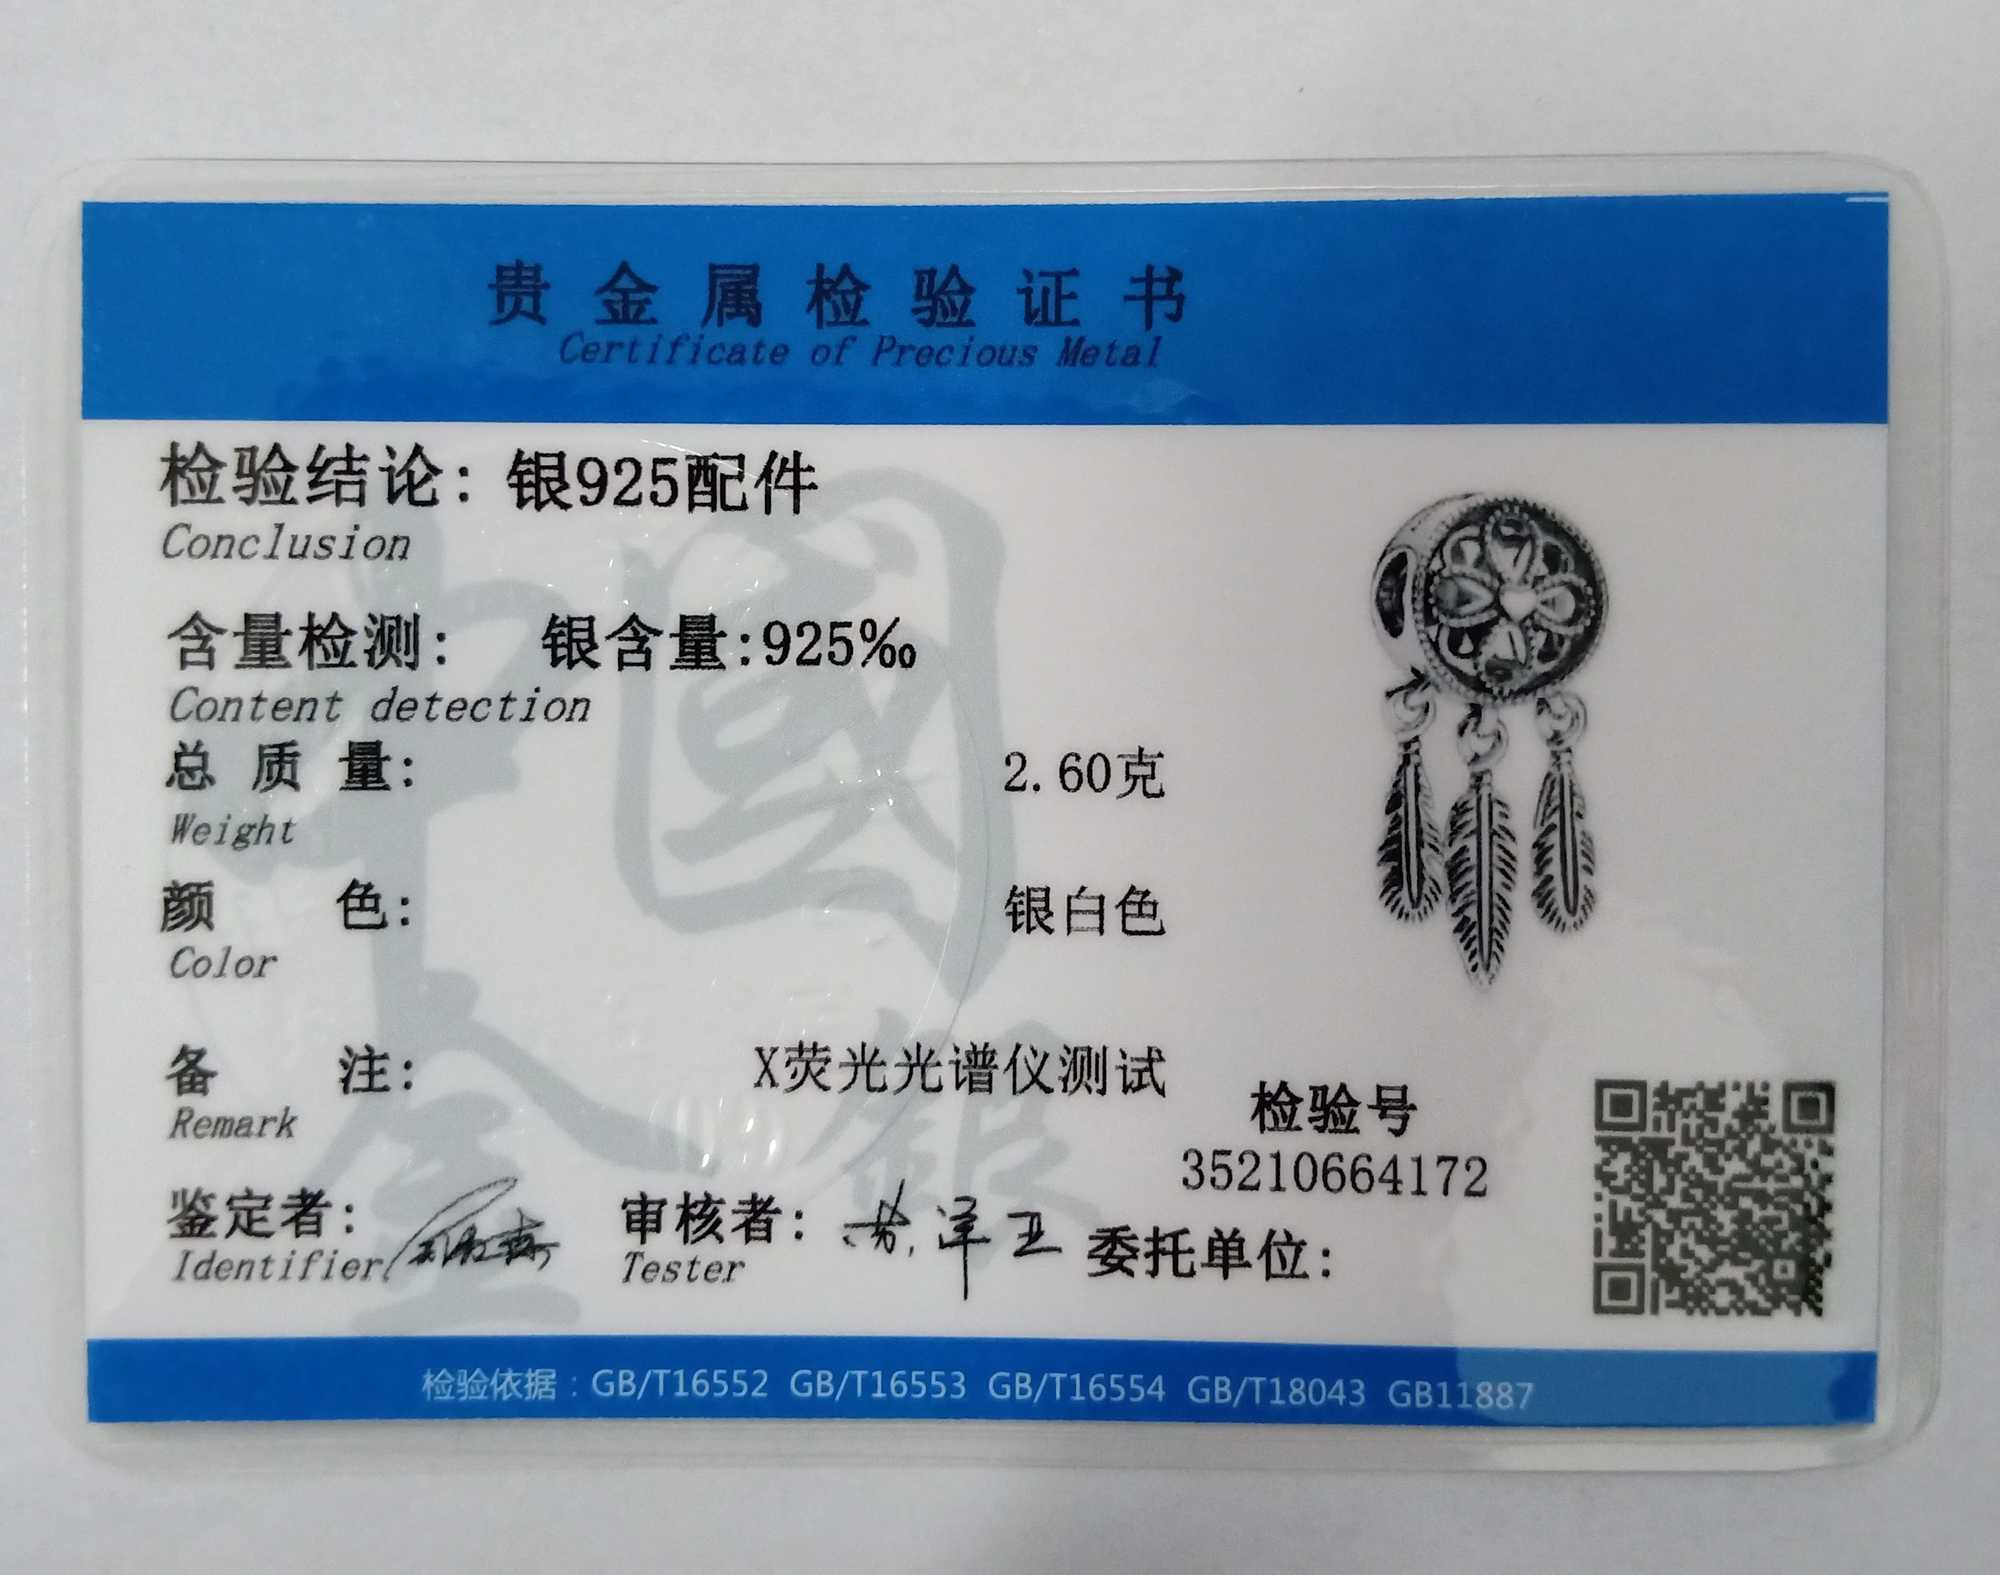 贵金属检验证书
Certificate of Precious Metal
检验结论: 银925配件
Conclusion
含量检测: 银含量:925‰
Content detection
总质量: 2.60克
Weight
颜色: 银白色
Color
备注: X荧光光谱仪测试
Remark
检验号
35210664172
鉴定者:
Identifier
审核者:
Tester
委托单位:
中國
金銀
检验依据：GB/T16552 GB/T16553 GB/T16554 GB/T18043 GB11887